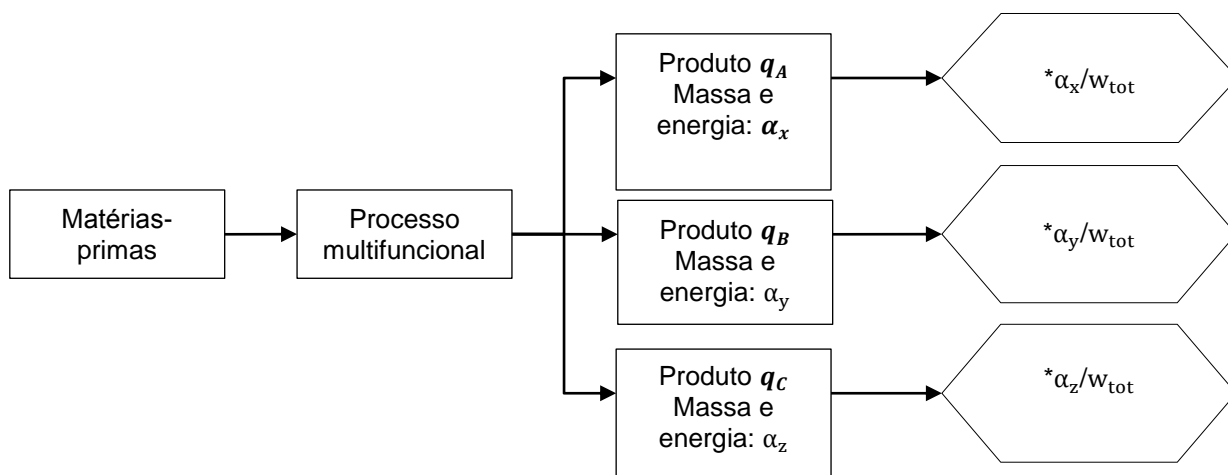 Matérias-
primas
Processo
multifuncional
Produto q_A
Massa e
energia: α_x
*α_x/w_tot
Produto q_B
Massa e
energia: α_y
*α_y/w_tot
Produto q_C
Massa e
energia: α_z
*α_z/w_tot